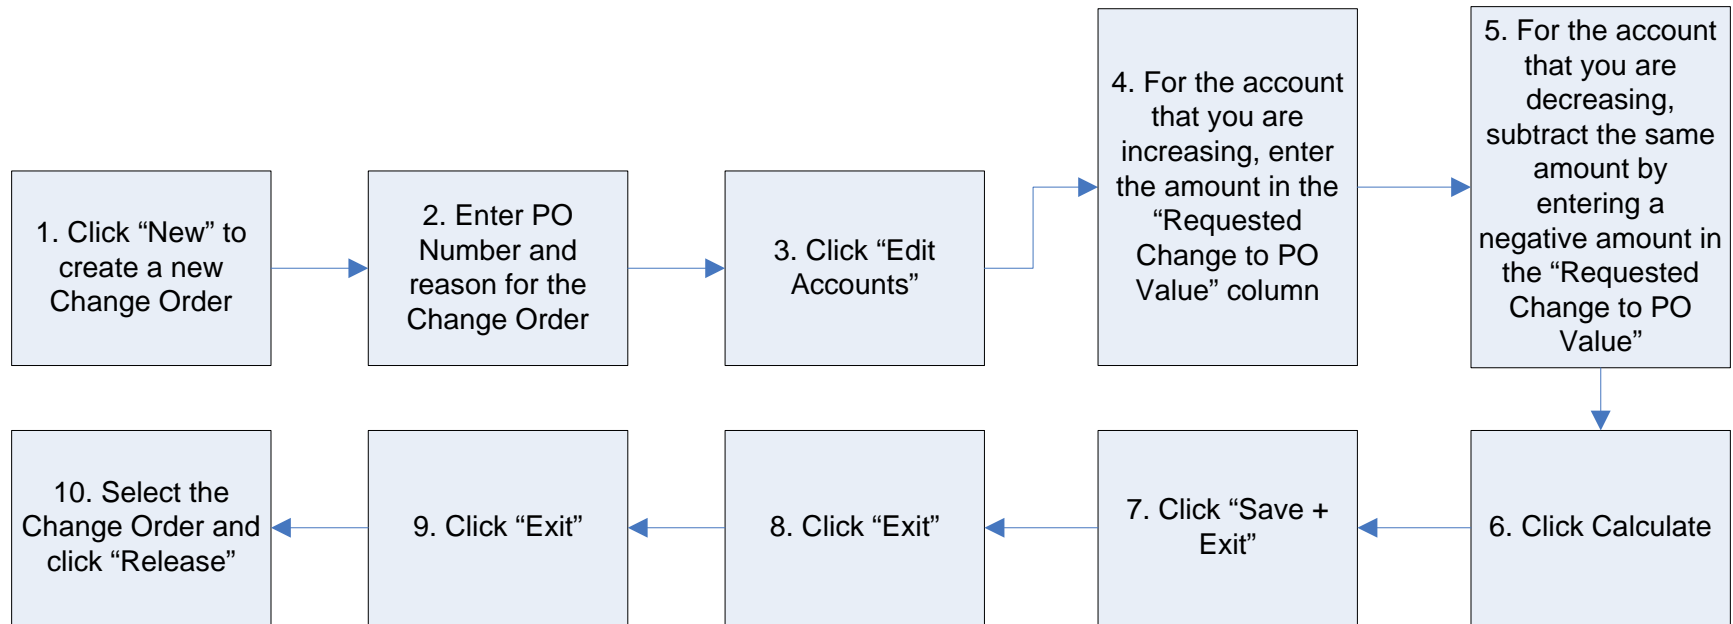 1. Click “New” to
create a new
Change Order
2. Enter PO
Number and
reason for the
Change Order
3. Click “Edit
Accounts”
4. For the account
that you are
increasing, enter
the amount in the
“Requested
Change to PO
Value” column
5. For the account
that you are
decreasing,
subtract the same
amount by
entering a
negative amount in
the “Requested
Change to PO
Value”
6. Click Calculate
7. Click “Save +
Exit”
8. Click “Exit”
9. Click “Exit”
10. Select the
Change Order and
click “Release”